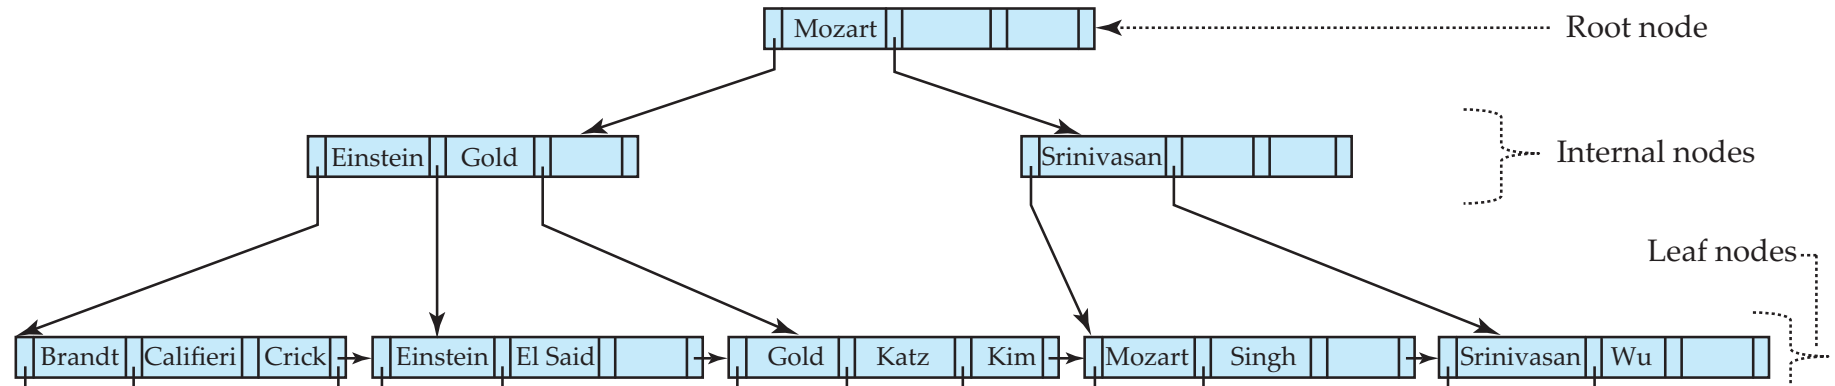 Mozart Root node
Einstein Gold Srinivasan Internal nodes
Leaf nodes
Brandt Califieri Crick Einstein El Said Gold Katz Kim Mozart Singh Srinivasan Wu